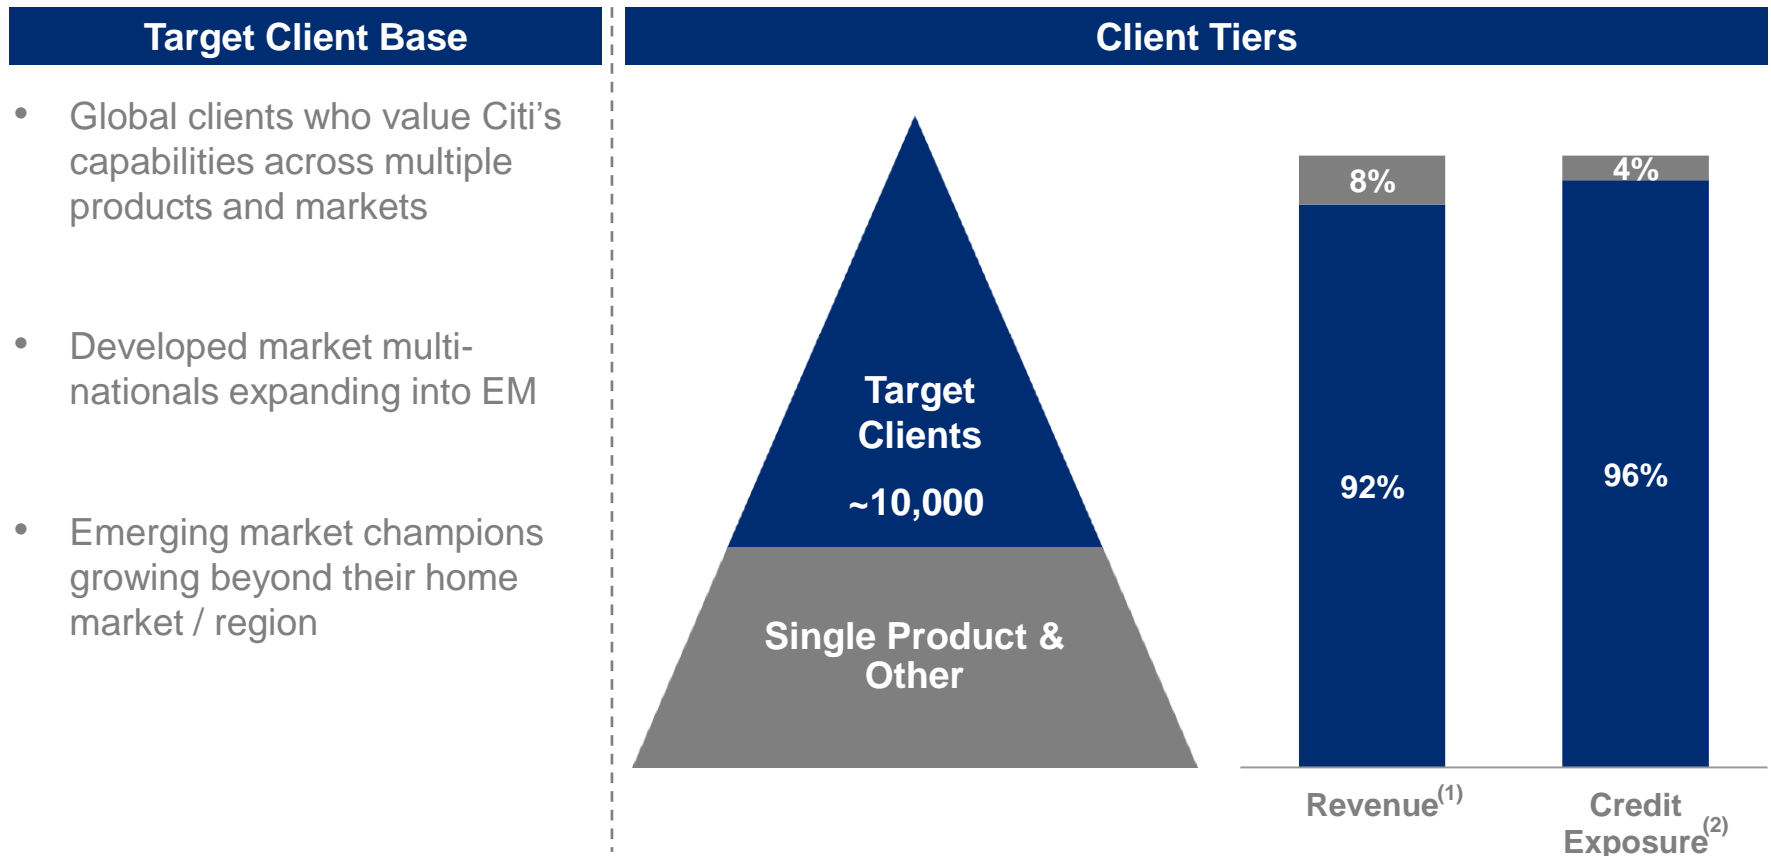 Target Client Base
• Global clients who value Citi's
capabilities across multiple
products and markets
• Developed market multi-
nationals expanding into EM
• Emerging market champions
growing beyond their home
market / region
Client Tiers
Target
Clients
~10,000
Single Product &
Other
8%
92%
Revenue(1)
4%
96%
Credit
Exposure(2)